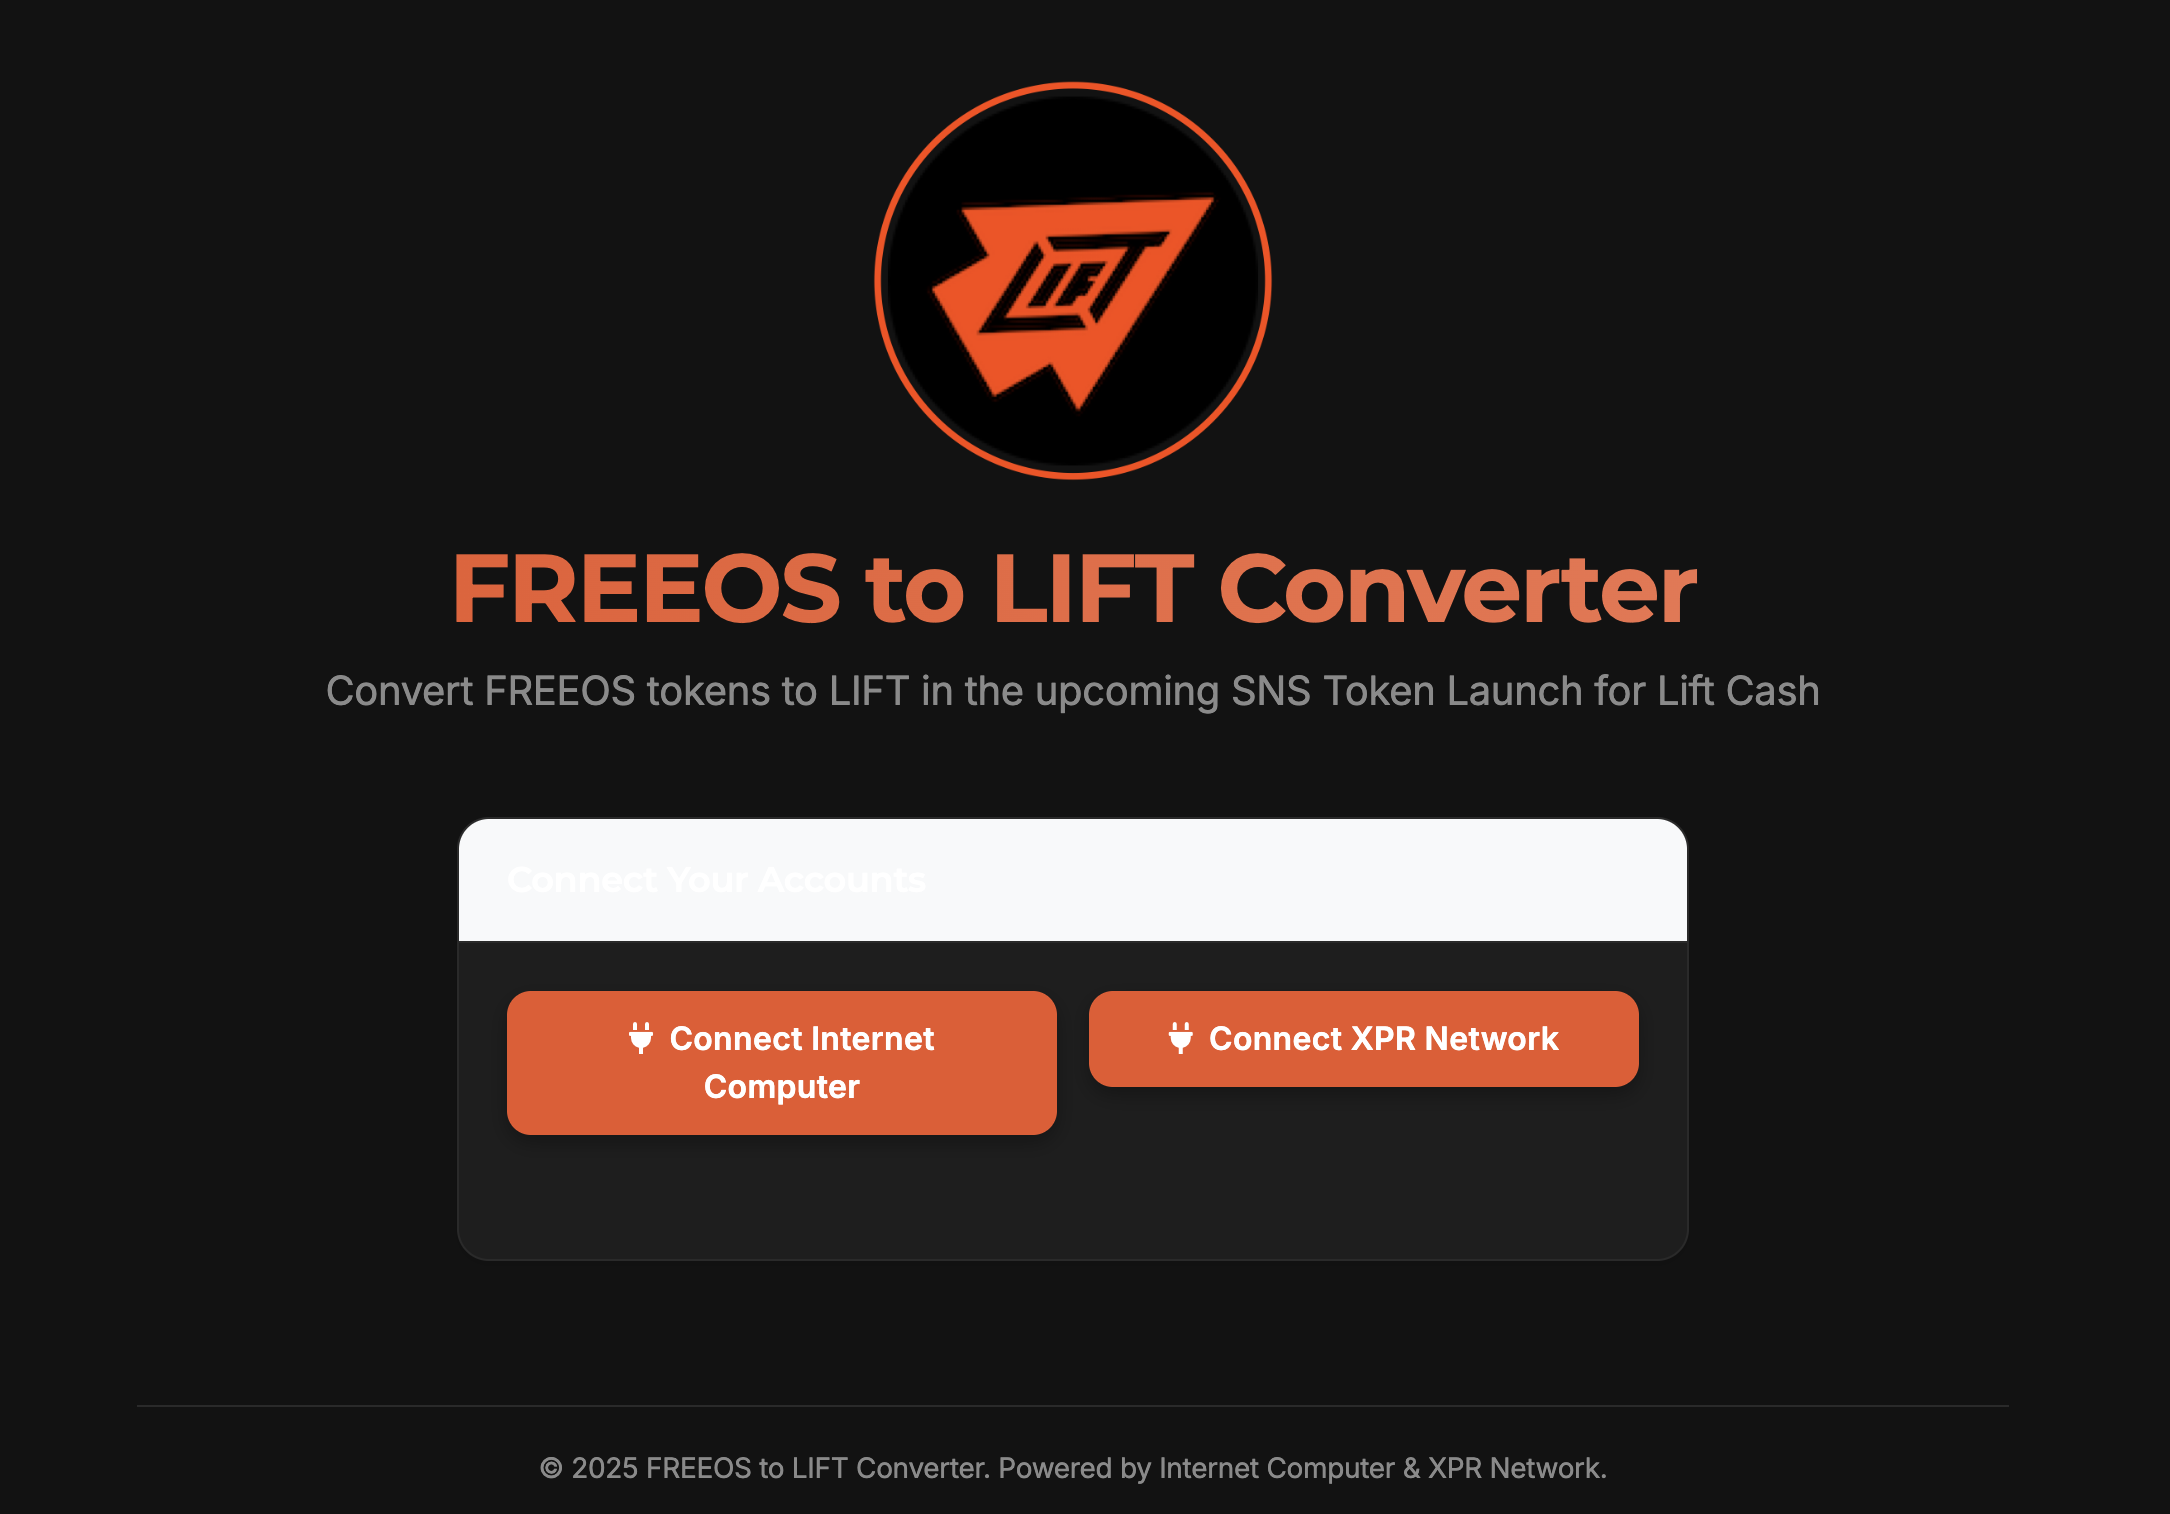 LIFT
FREEOS to LIFT Converter
Convert FREEOS tokens to LIFT in the upcoming SNS Token Launch for Lift Cash
Connect Your Accounts
Connect Internet
Computer
Connect XPR Network
© 2025 FREEOS to LIFT Converter. Powered by Internet Computer & XPR Network.